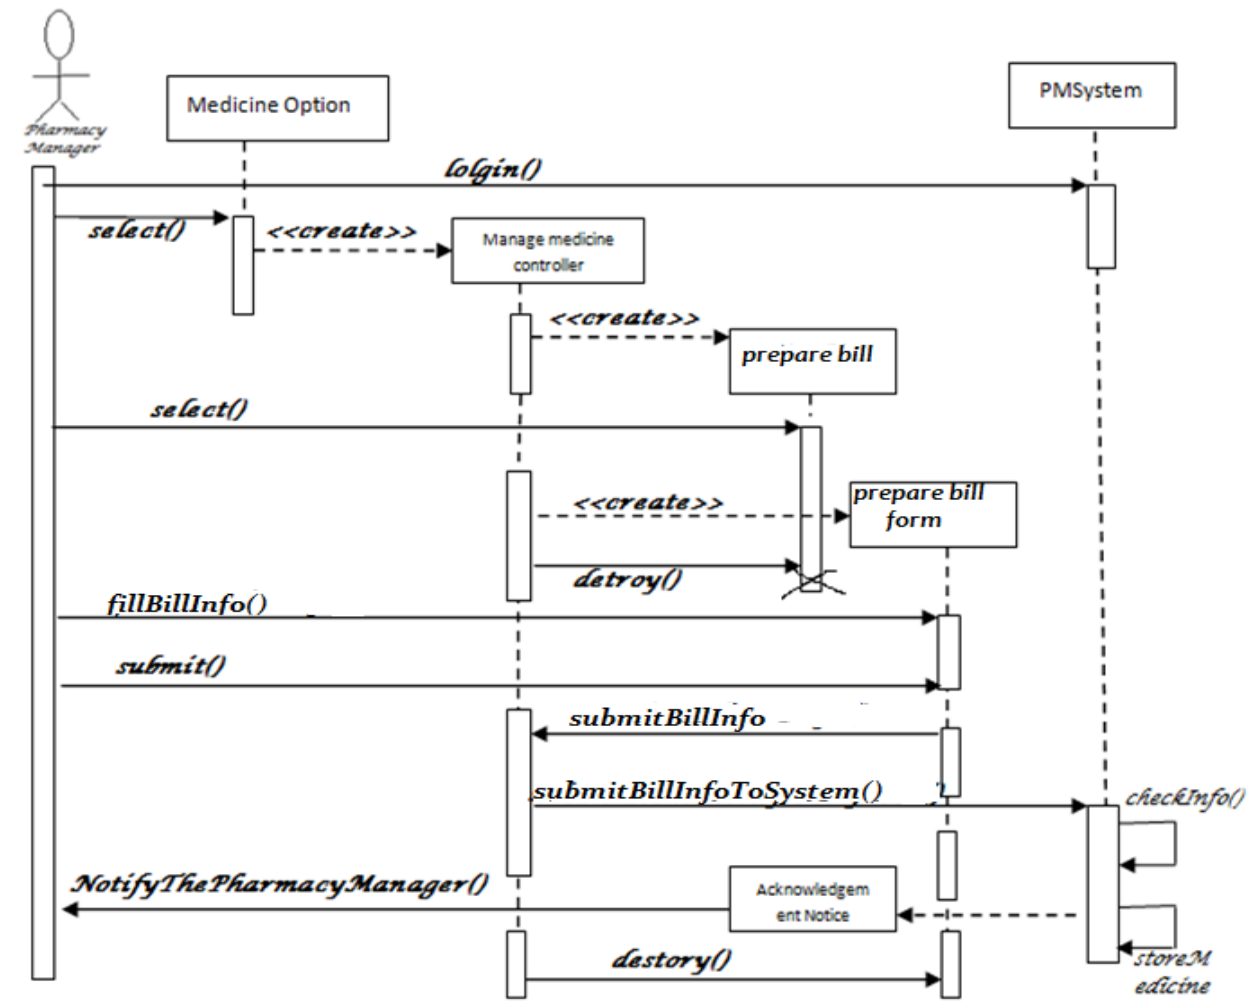 Pharmacy
Manager
Medicine Option
PMSystem
lolgin()
select()
<<create>>
Manage medicine
controller
<<create>>
prepare bill
select()
<<create>>
prepare bill
form
detroy()
fillBillInfo()
submit()
submitBillInfo
submitBillInfoToSystem()
checkInfo()
NotifyThePharmacyManager()
Acknowledgem
ent Notice
storeM
edicine
destory()